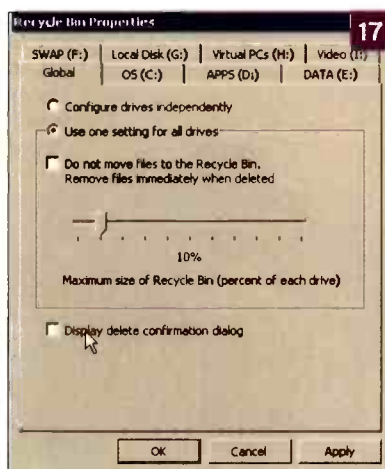 Recycle Bin Properties
17
SWAP (F:) Local Disk (G:) Virtual PCs (H:) Video (I:)
Global OS (C:) APPS (D:) DATA (E:)
Configure drives independently
Use one setting for all drives
Do not move files to the Recycle Bin.
Remove files immediately when deleted
10%
Maximum size of Recycle Bin (percent of each drive)
Display delete confirmation dialog
OK Cancel Apply